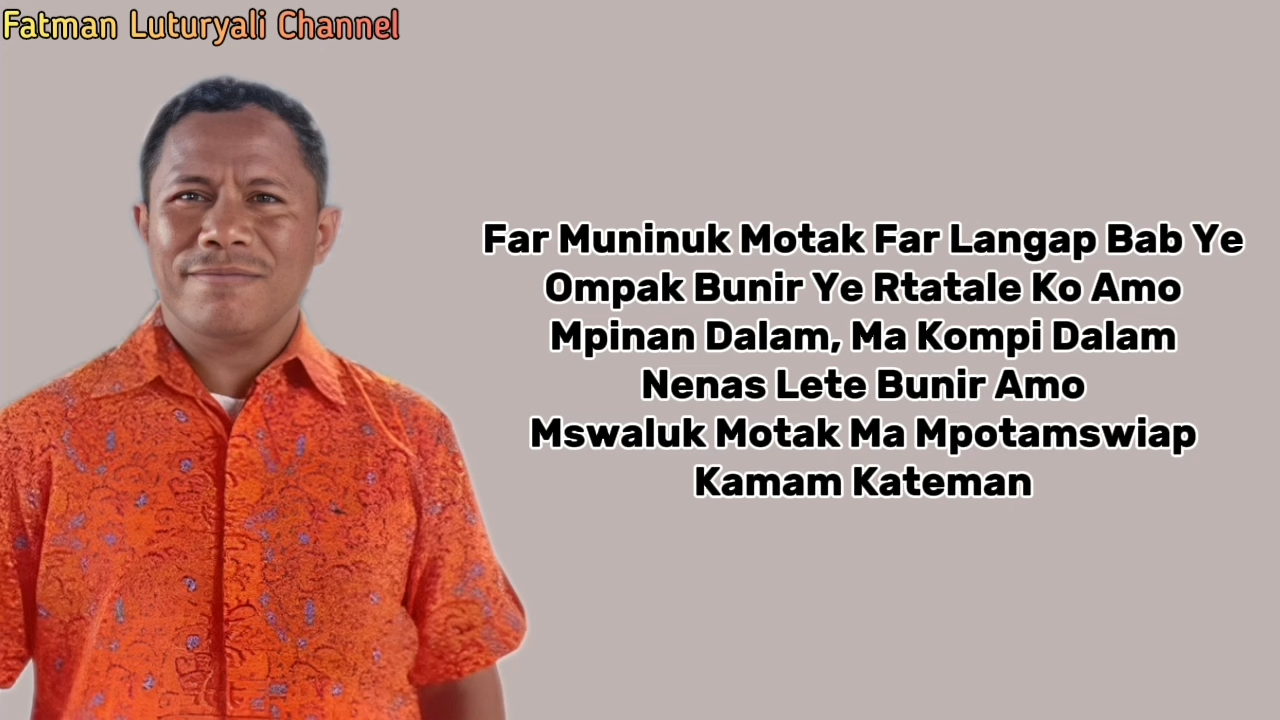 Fatman Luturyali Channel
Far Muninuk Motak Far Langap Bab Ye
Ompak Bunir Ye Rtatale Ko Amo
Mpinan Dalam, Ma Kompi Dalam
Nenas Lete Bunir Amo
Mswaluk Motak Ma Mpotamswiap
Kamam Kateman